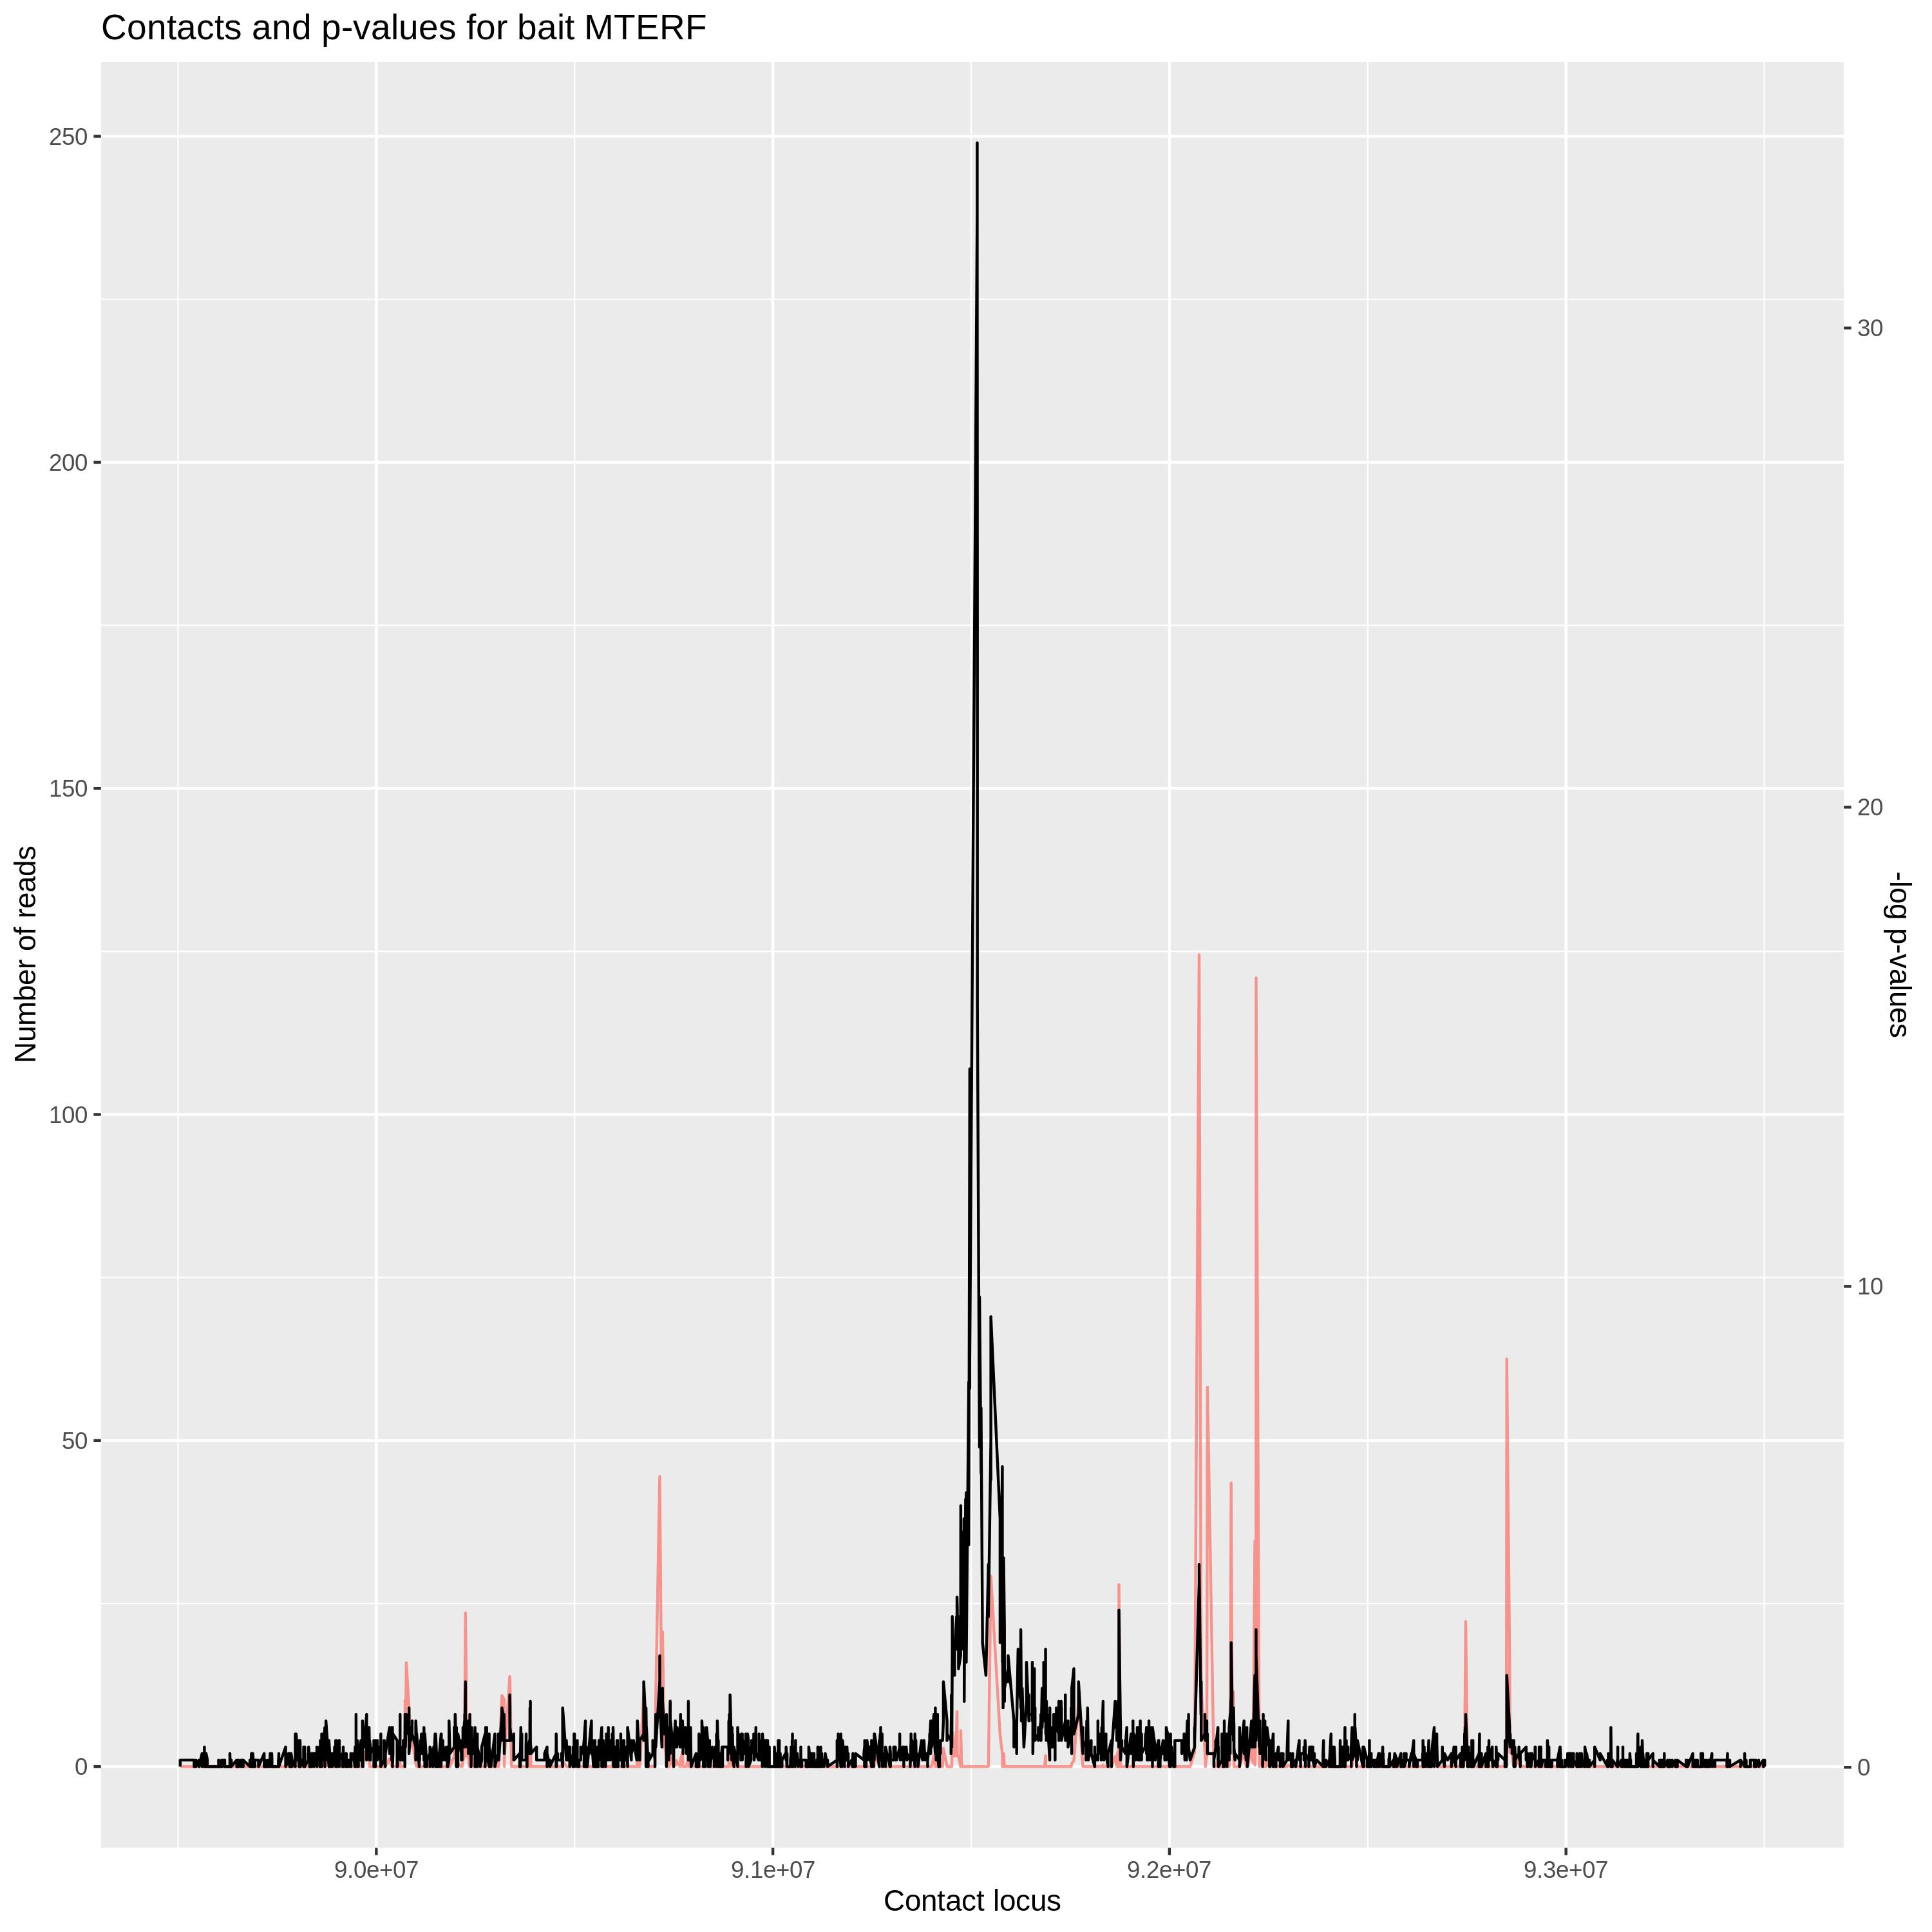 Contacts and p-values for bait MTERF
250
200
150
100
50
0
Number of reads
30
20
10
0
-log p-values
9.0e+07
9.1e+07
9.2e+07
9.3e+07
Contact locus